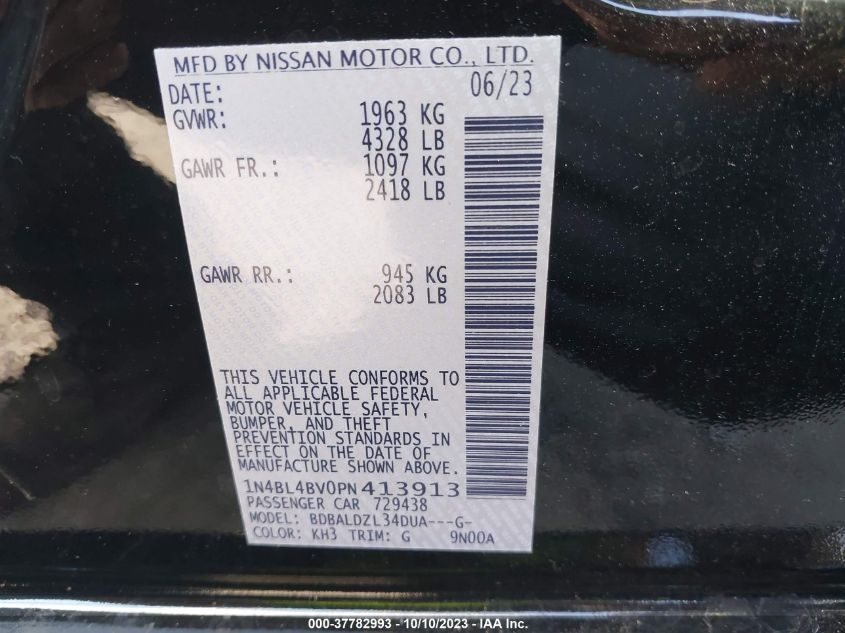 MFD BY NISSAN MOTOR CO., LTD.
DATE: 06/23
GVWR: 1963 KG
4328 LB
GAWR FR.: 1097 KG
2418 LB
GAWR RR.: 945 KG
2083 LB
THIS VEHICLE CONFORMS TO
ALL APPLICABLE FEDERAL
MOTOR VEHICLE SAFETY,
BUMPER, AND THEFT
PREVENTION STANDARDS IN
EFFECT ON THE DATE OF
MANUFACTURE SHOWN ABOVE.
1N4BL4BV0PN413913
PASSENGER CAR 729438
MODEL: BDBALDZL34DUA---G-
COLOR: KH3 TRIM: G 9N00A
000-37782993 - 10/10/2023 - IAA Inc.